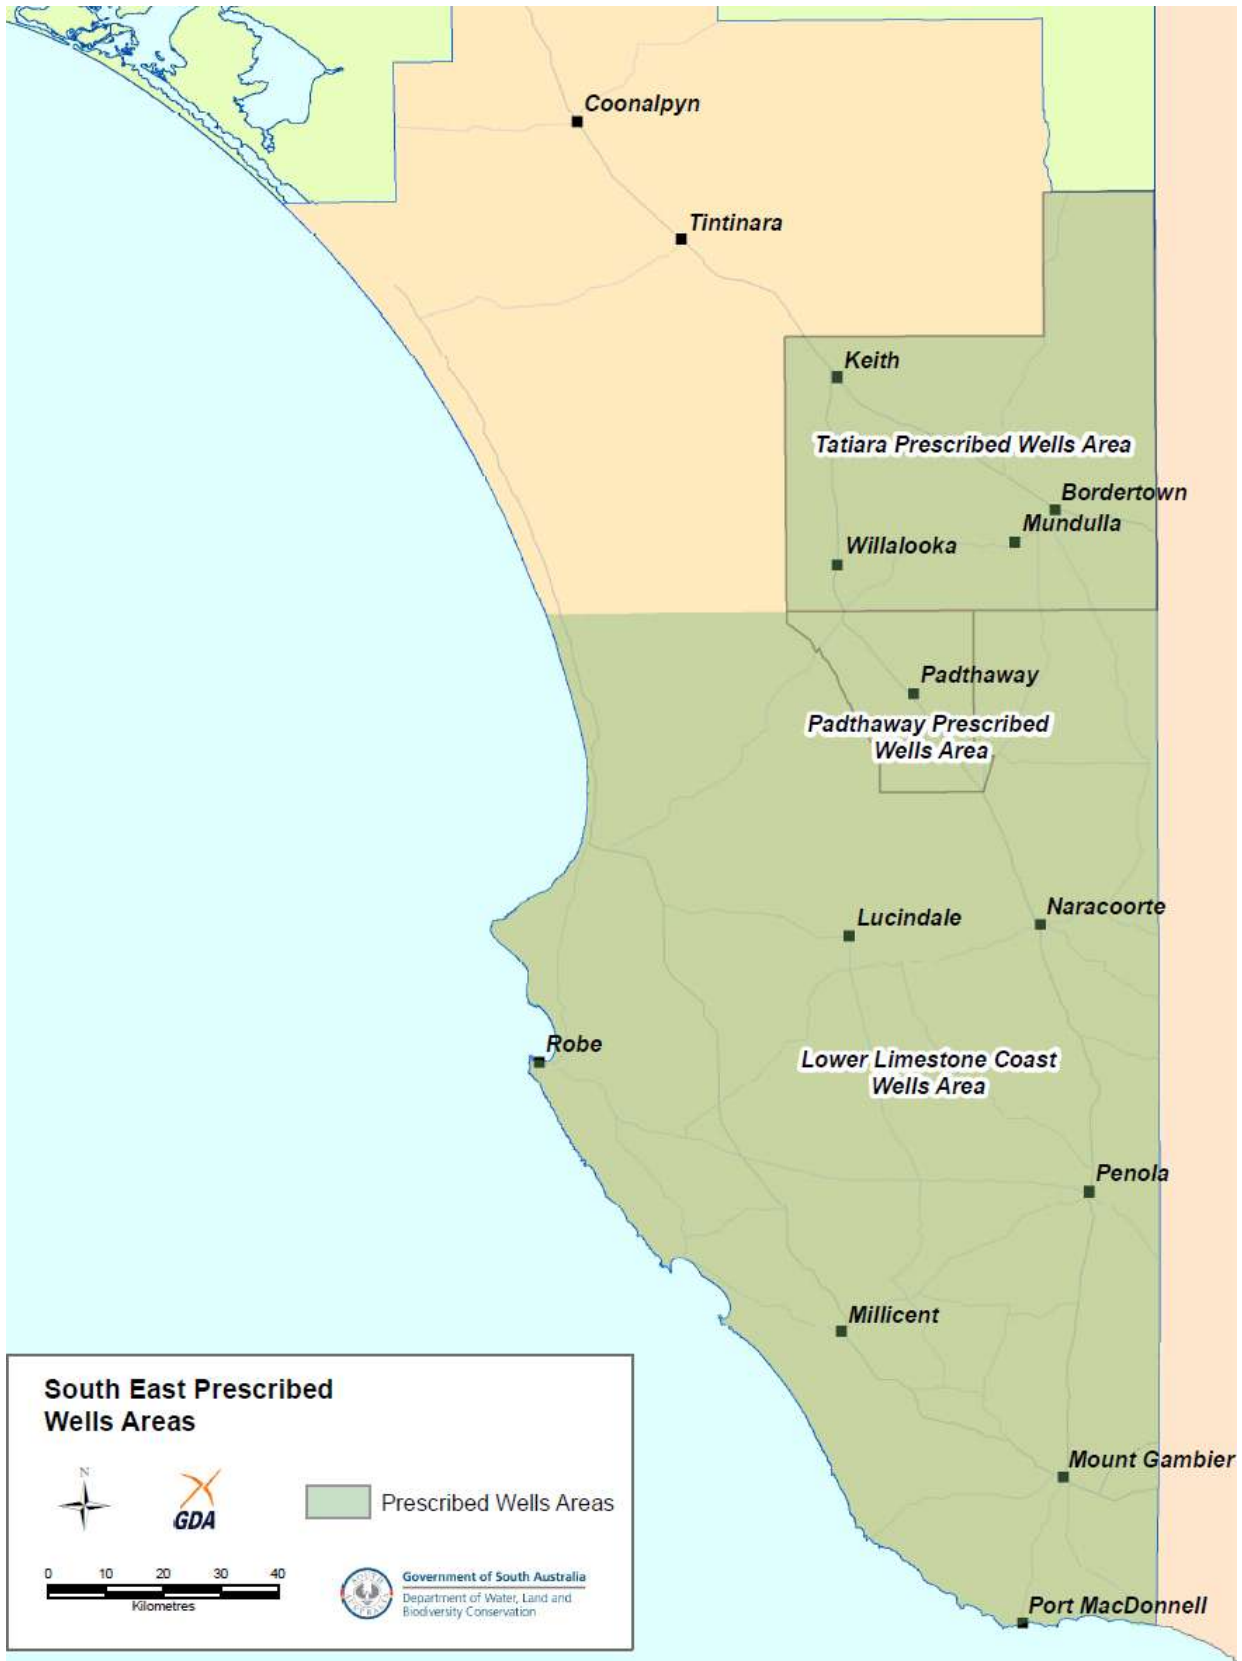 Coonalpyn
Tintinara
Keith
Tatiara Prescribed Wells Area
Bordertown
Mundulla
Willalooka
Padthaway
Padthaway Prescribed
Wells Area
Naracoorte
Lucindale
Robe
Lower Limestone Coast
Wells Area
Penola
Millicent
Mount Gambier
Port MacDonnell
South East Prescribed
Wells Areas
N
GDA
Prescribed Wells Areas
0 10 20 30 40
Kilometres
SOUTH AUSTRALIA
Government of South Australia
Department of Water, Land and
Biodiversity Conservation